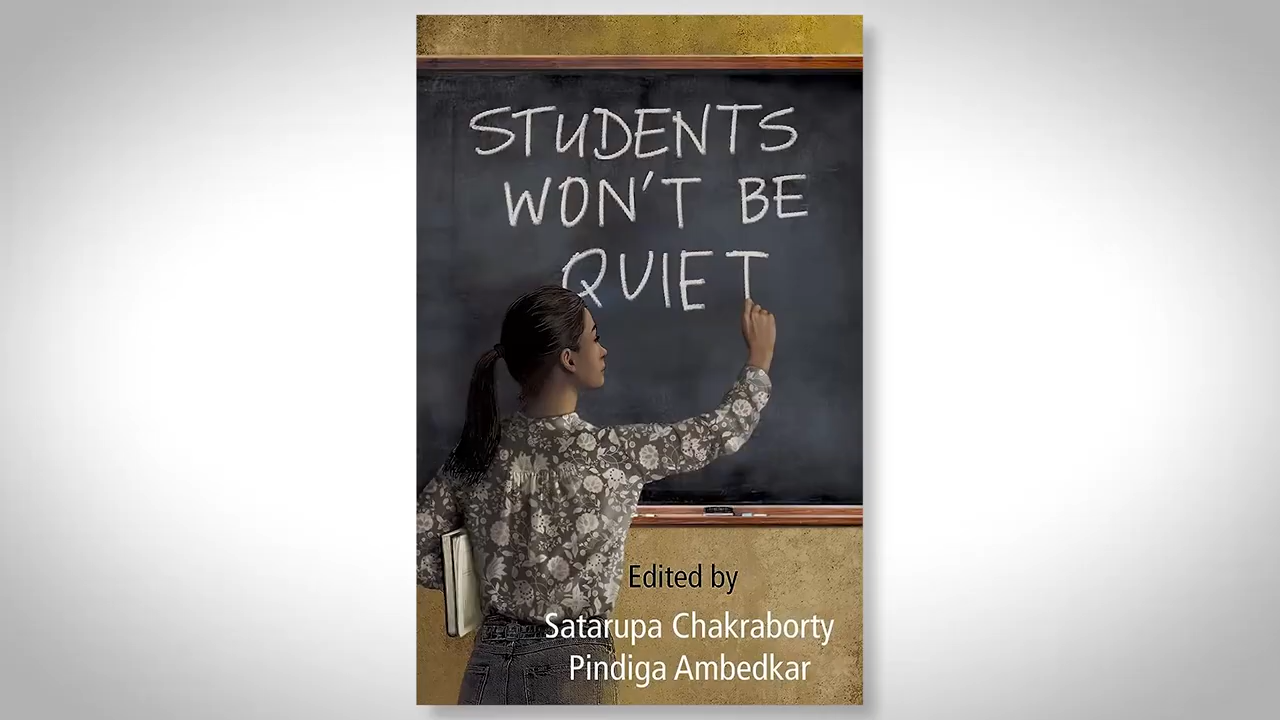 STUDENTS
WON'T BE
QUIET
Edited by
Satarupa Chakraborty
Pindiga Ambedkar